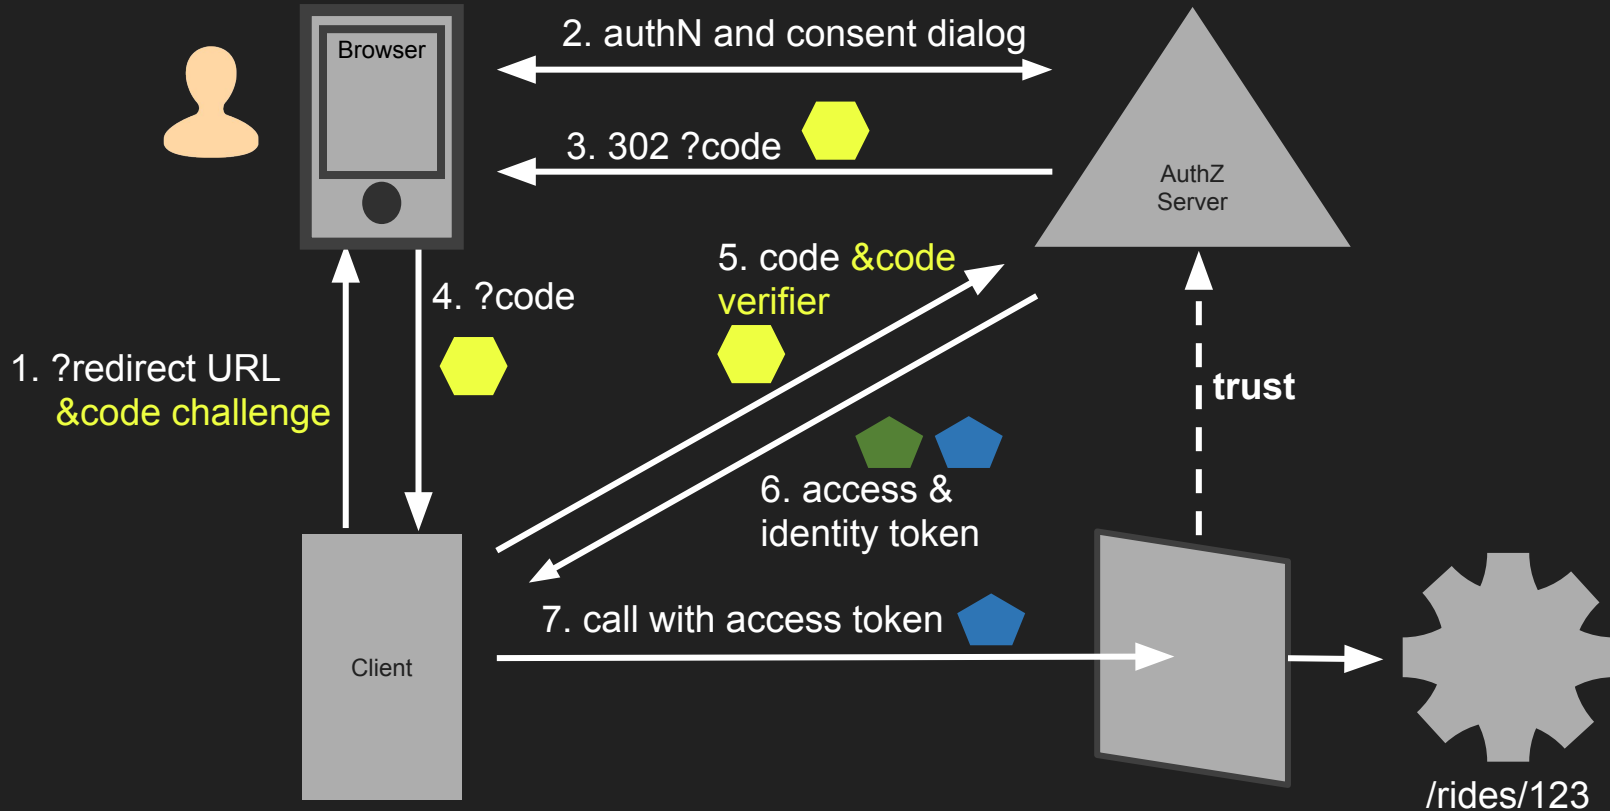 2. authN and consent dialog
Browser
3. 302 ?code
AuthZ
Server
5. code &code
verifier
4. ?code
1. ?redirect URL
&code challenge
trust
6. access &
identity token
7. call with access token
Client
/rides/123